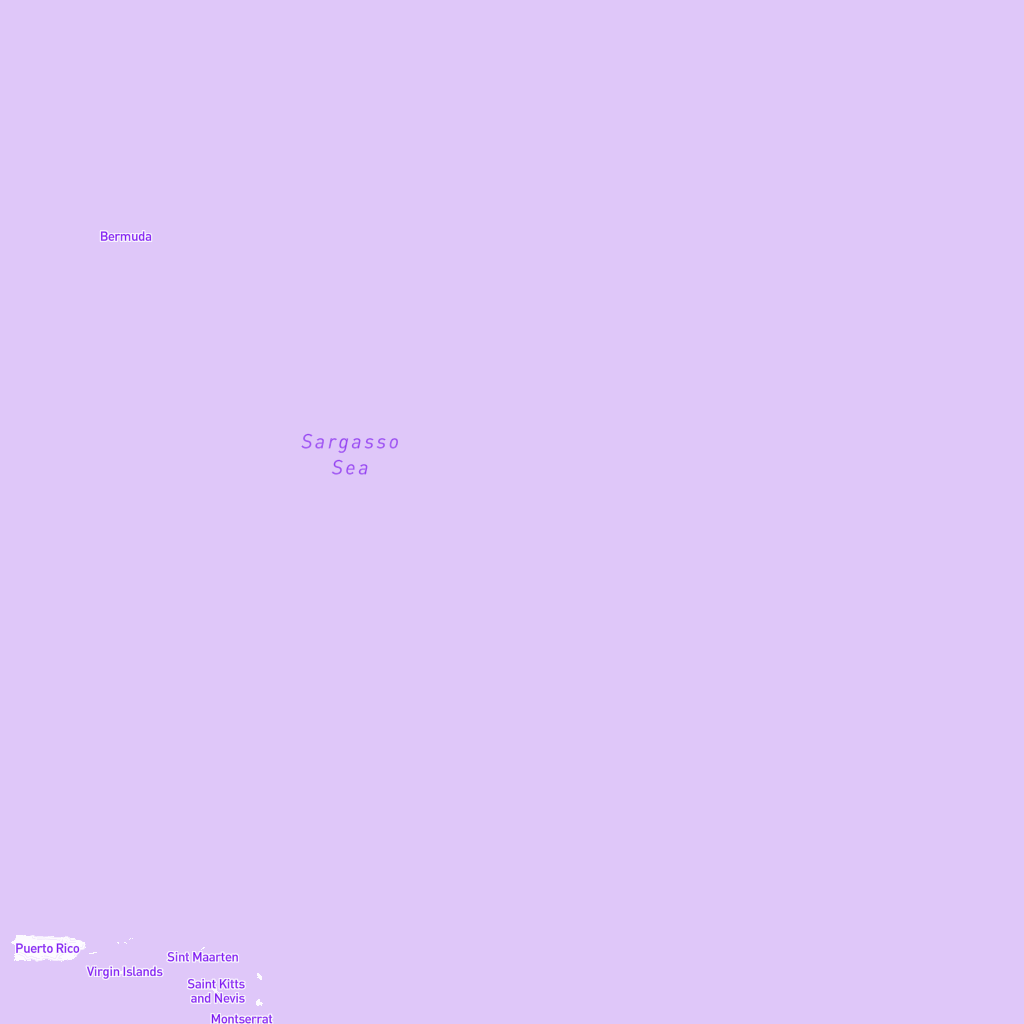 Bermuda
Sargasso
Sea
Puerto Rico
Sint Maarten
Virgin Islands
Saint Kitts
and Nevis
Montserrat